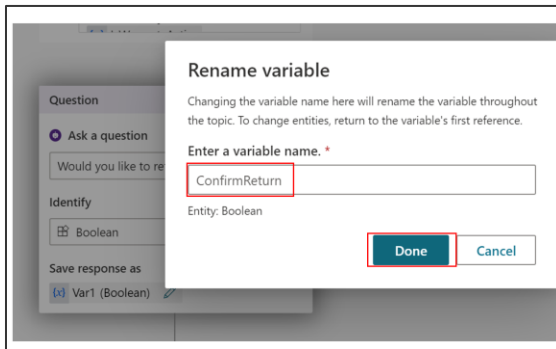 Question
Ask a question
Would you like to re
Identify
Boolean
Save response as
{x} Var1 (Boolean)
Rename variable
Changing the variable name here will rename the variable throughout
the topic. To change entities, return to the variable's first reference.
Enter a variable name. *
ConfirmReturn
Entity: Boolean
Done
Cancel